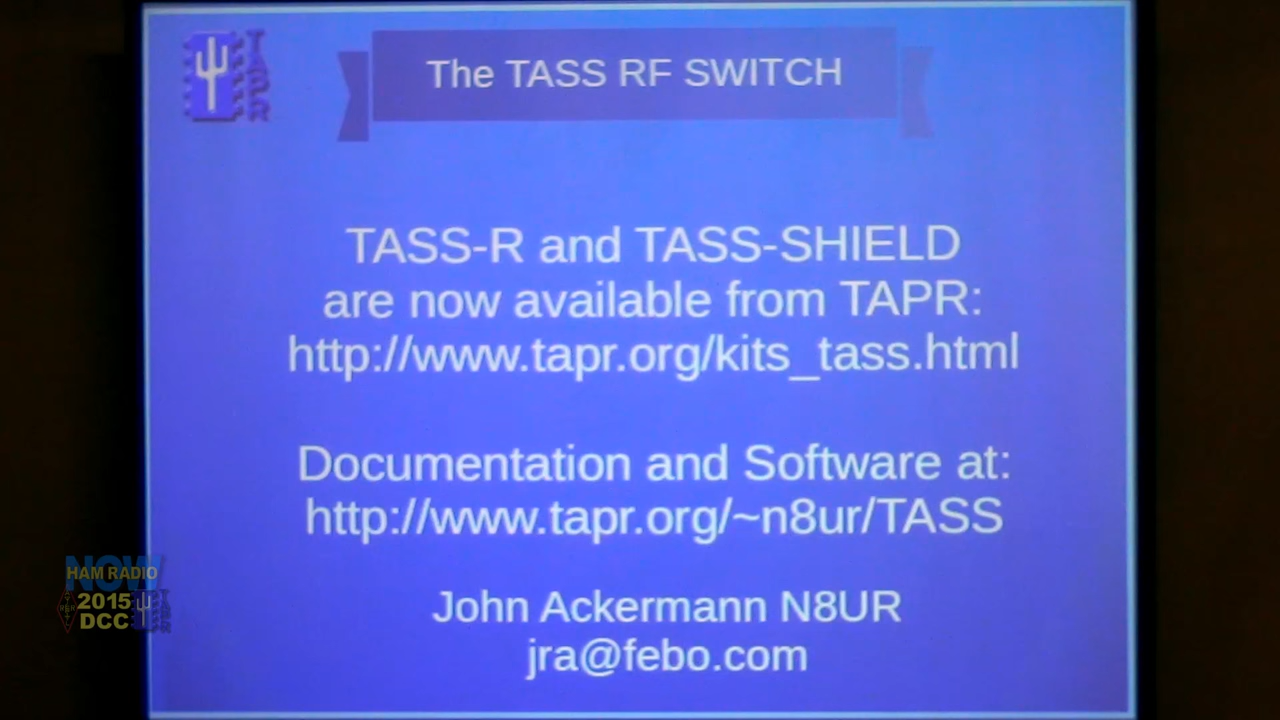 TAPR
The TASS RF SWITCH
TASS-R and TASS-SHIELD
are now available from TAPR:
http://www.tapr.org/kits_tass.html
Documentation and Software at:
http://www.tapr.org/~n8ur/TASS
John Ackermann N8UR
jra@febo.com
NOW
HAM RADIO
2015
DCC